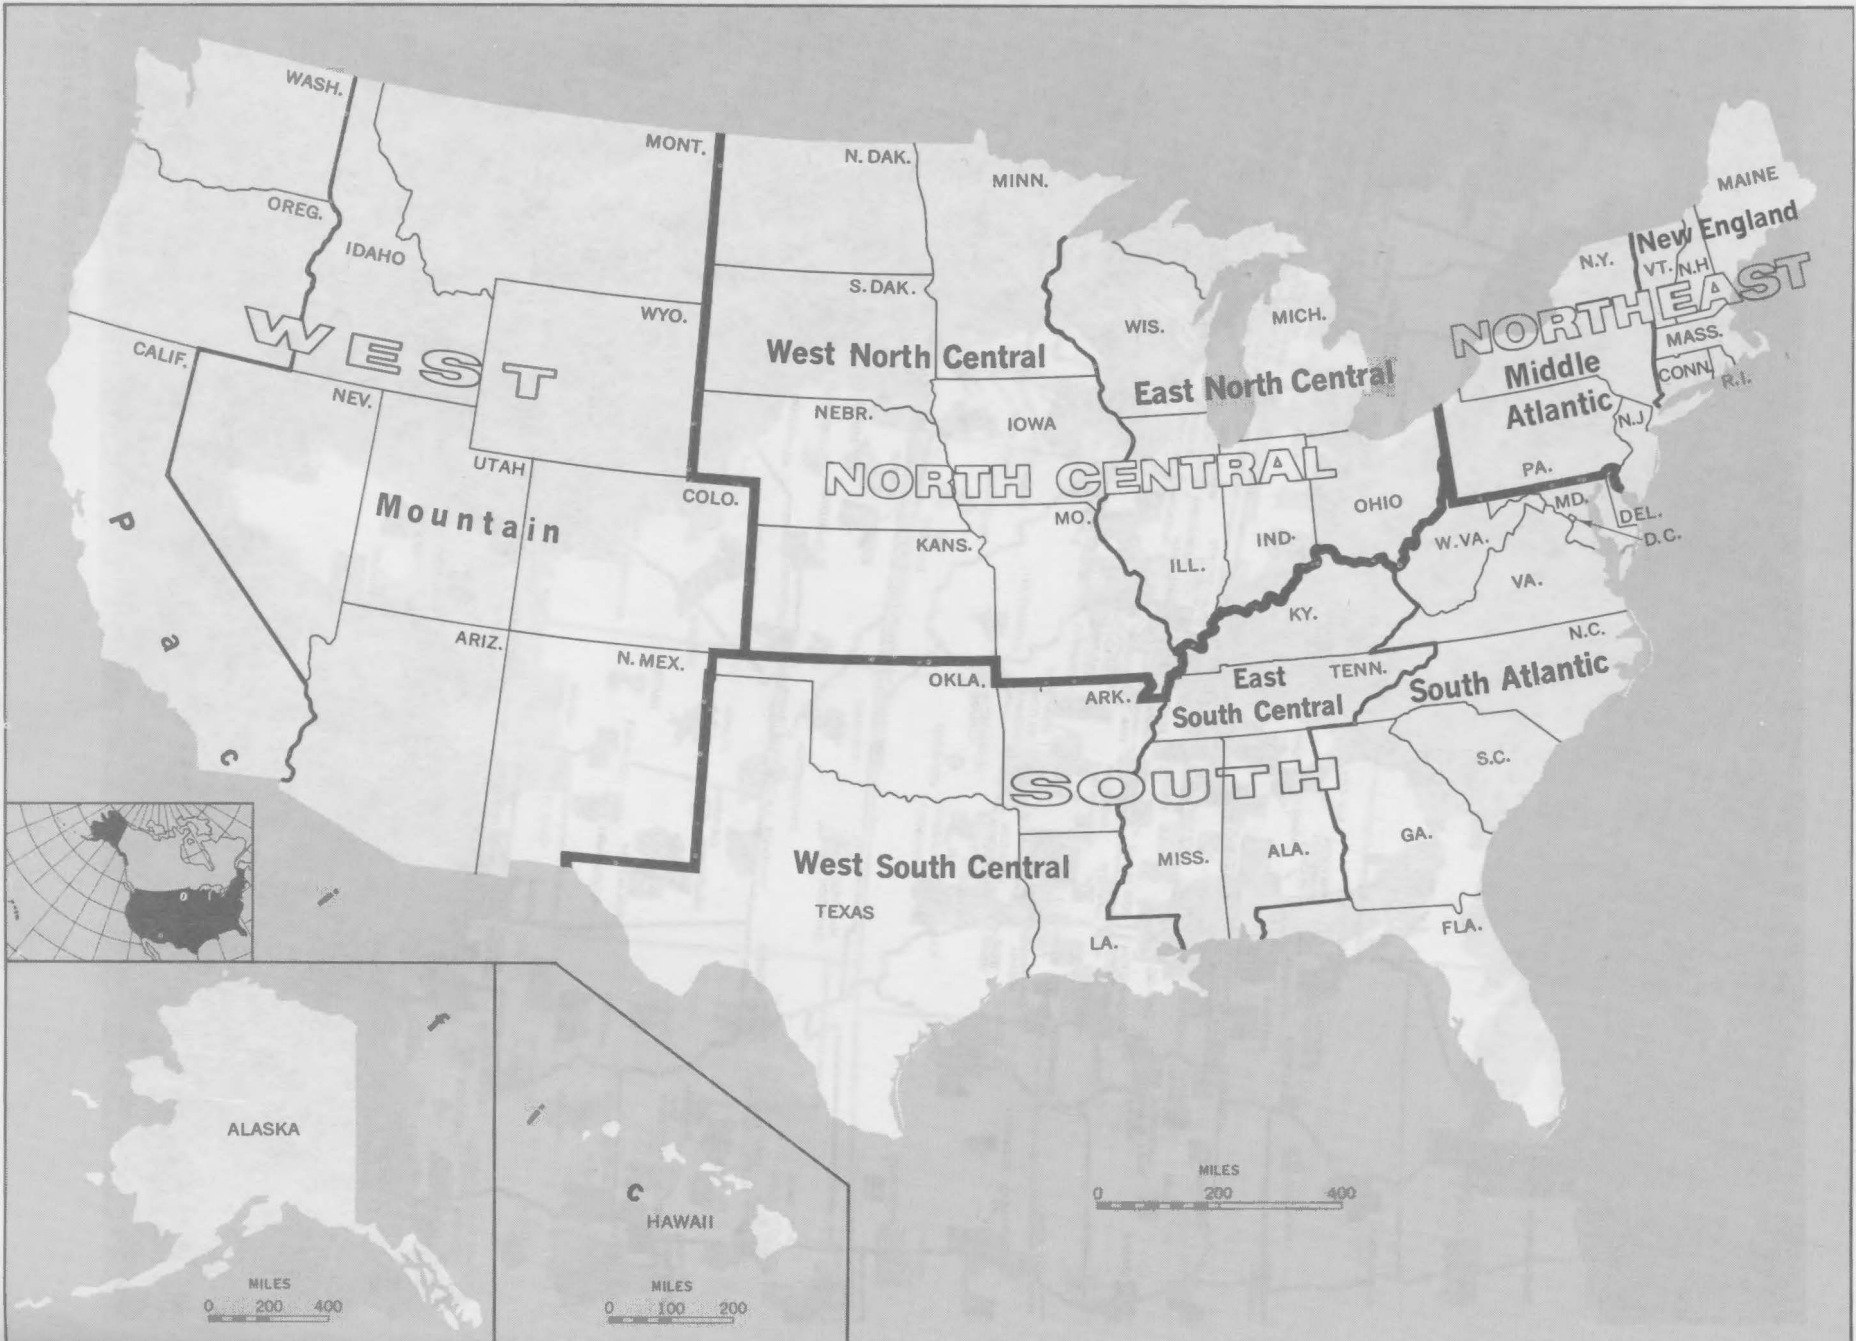 WASH.
MONT.
N. DAK.
MINN.
MAINE
OREG.
IDAHO
New England
N.Y.
VT.
N.H
S. DAK.
WYO.
WIS.
MICH.
NORTHEAST
WEST
CALIF.
NEV.
West North Central
East North Central
MASS.
CONN.
R.I.
Middle
Atlantic
N.J
NEBR.
IOWA
UTAH
COLO.
NORTH CENTRAL
PA.
OHIO
MD.
DEL.
D.C.
Mountain
KANS.
MO.
ILL.
IND.
W.VA.
VA.
KY.
N.C.
ARIZ.
N. MEX.
OKLA.
ARK.
TENN.
East
South Central
South Atlantic
S.C.
SOUTH
West South Central
TEXAS
LA.
MISS.
ALA.
GA.
FLA.
Pacific
ALASKA
MILES
0 200 400
HAWAII
MILES
0 100 200
MILES
0 200 400